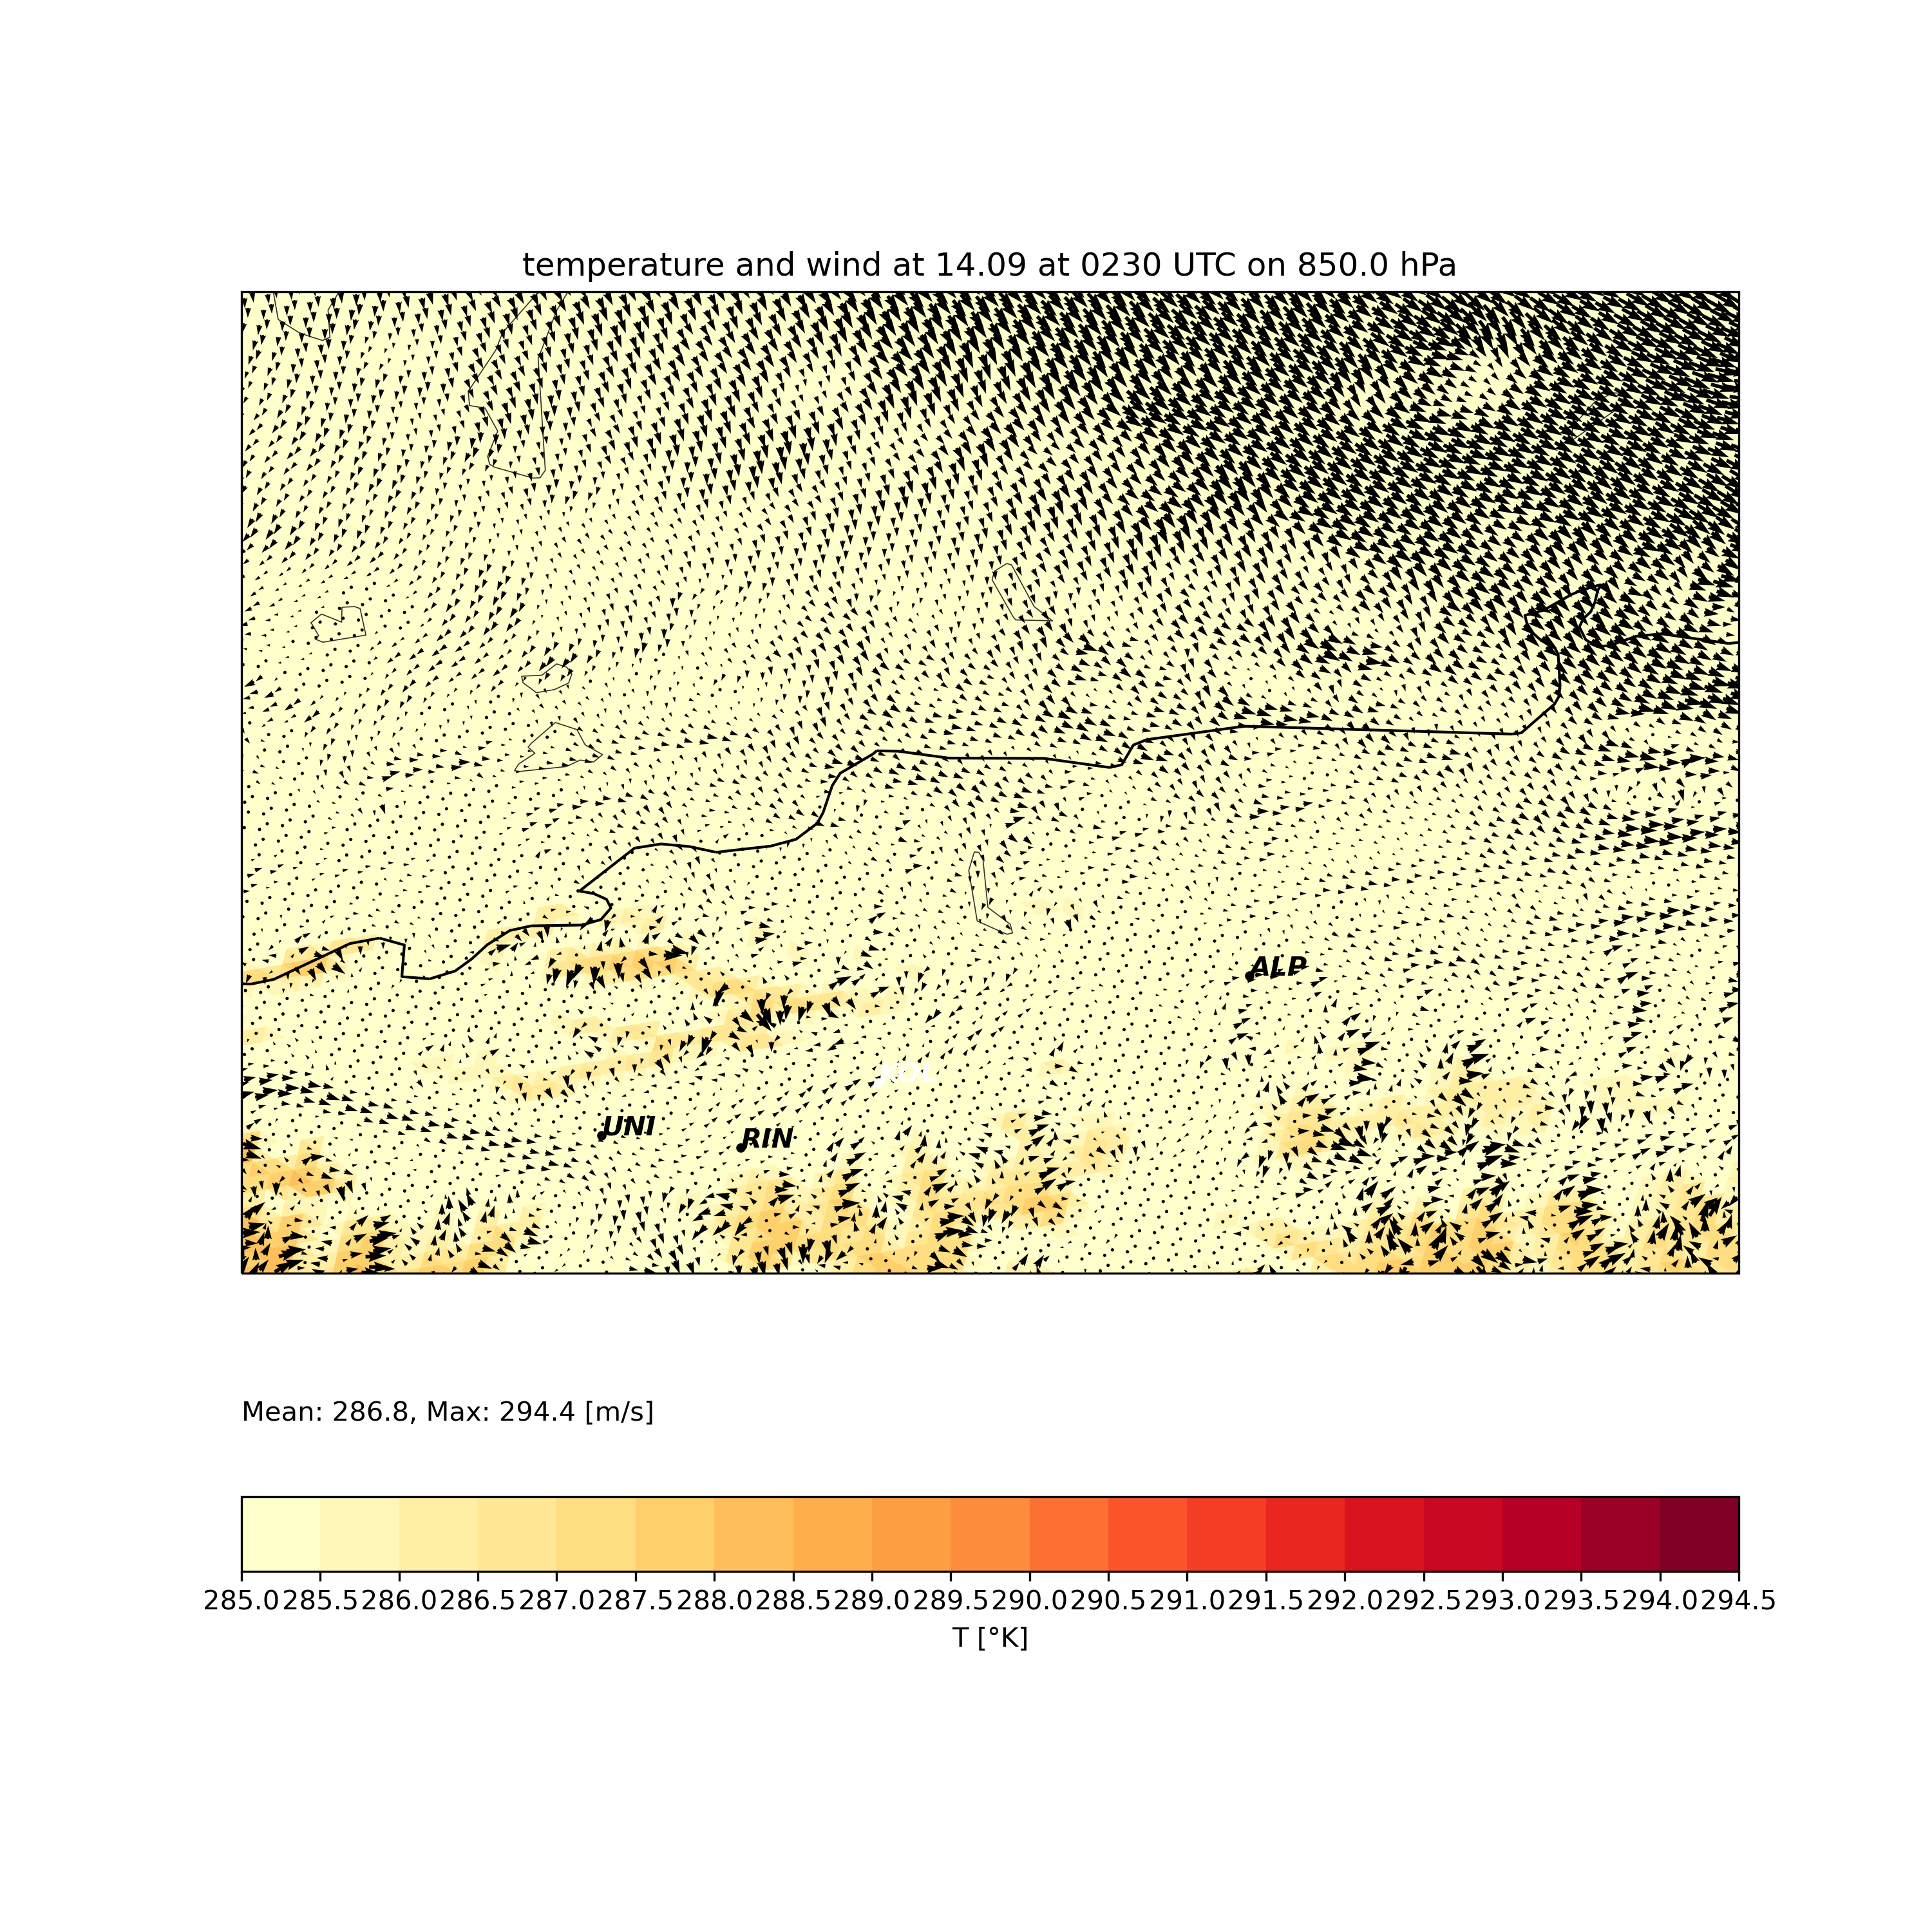 temperature and wind at 14.09 at 0230 UTC on 850.0 hPa
ALP
UNI
RIN
Mean: 286.8, Max: 294.4 [m/s]
285.0 285.5 286.0 286.5 287.0 287.5 288.0 288.5 289.0 289.5 290.0 290.5 291.0 291.5 292.0 292.5 293.0 293.5 294.0 294.5
T [°K]